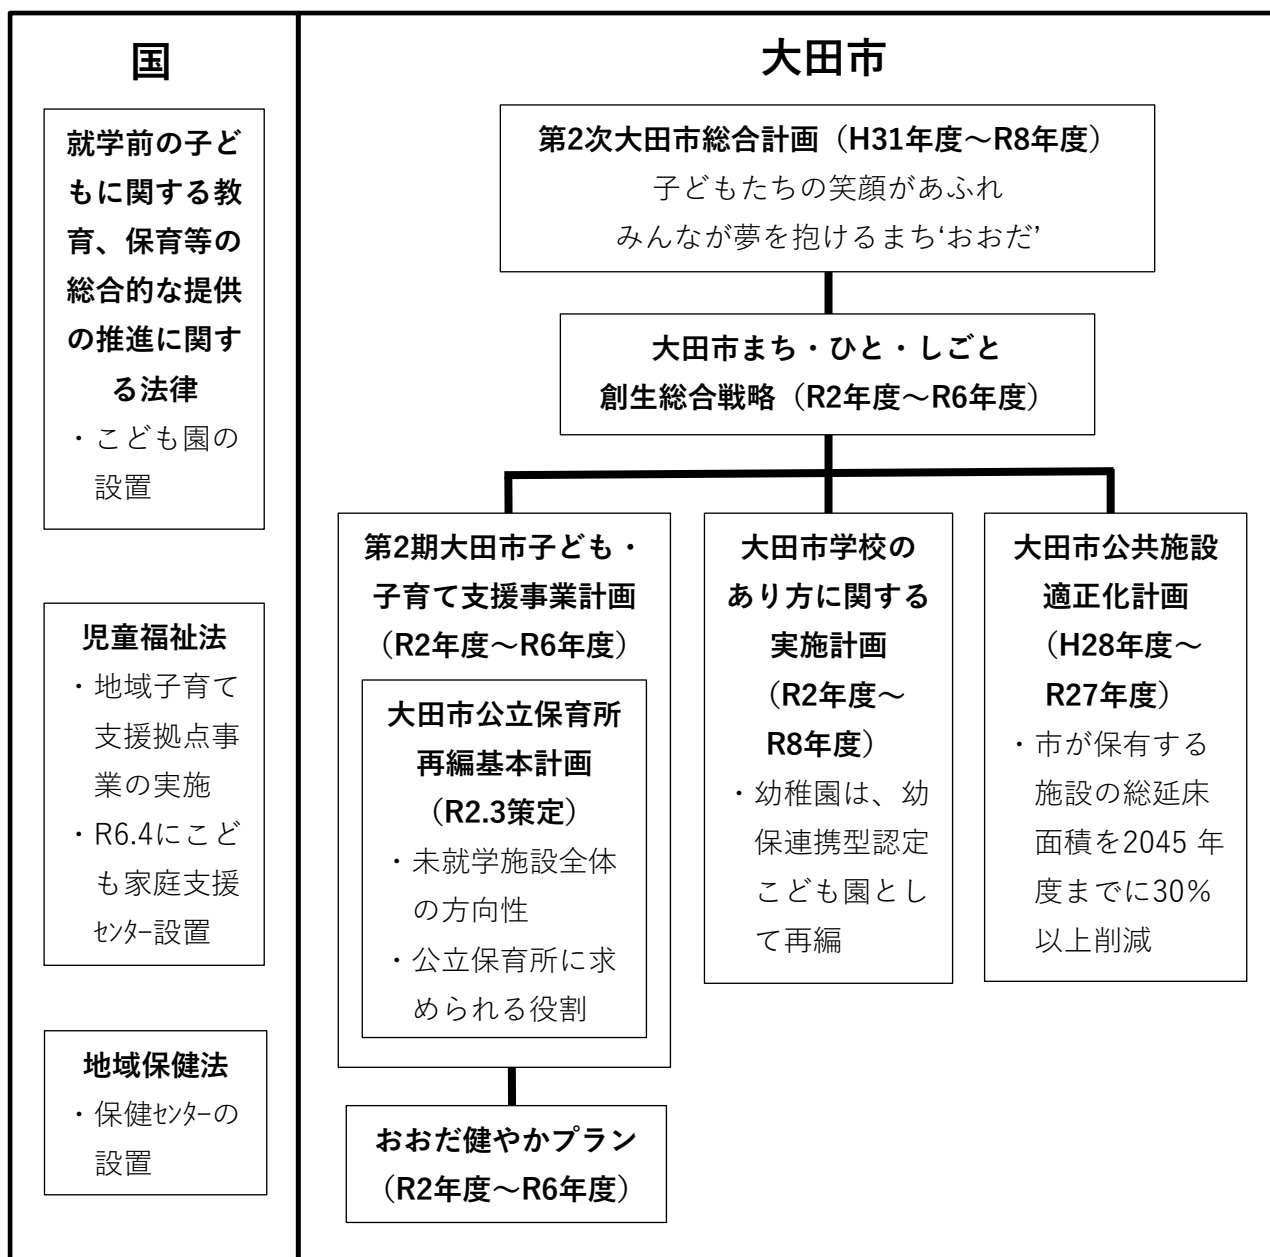 国
就学前の子ど
もに関する教
育、保育等の
総合的な提供
の推進に関す
る法律
・こども園の
設置
児童福祉法
・地域子育て
支援拠点事
業の実施
・R6.4にこど
も家庭支援
ｾﾝﾀｰ設置
地域保健法
・保健ｾﾝﾀｰの
設置
大田市
第2次大田市総合計画（H31年度～R8年度）
子どもたちの笑顔があふれ
みんなが夢を抱けるまち‘おおだ’
大田市まち・ひと・しごと
創生総合戦略（R2年度～R6年度）
第2期大田市子ども・
子育て支援事業計画
（R2年度～R6年度）
大田市公立保育所
再編基本計画
（R2.3策定）
・未就学施設全体
の方向性
・公立保育所に求
められる役割
おおだ健やかプラン
（R2年度～R6年度）
大田市学校の
あり方に関する
実施計画
（R2年度～
R8年度）
・幼稚園は、幼
保連携型認定
こども園とし
て再編
大田市公共施設
適正化計画
（H28年度～
R27年度）
・市が保有する
施設の総延床
面積を2045 年
度までに30％
以上削減